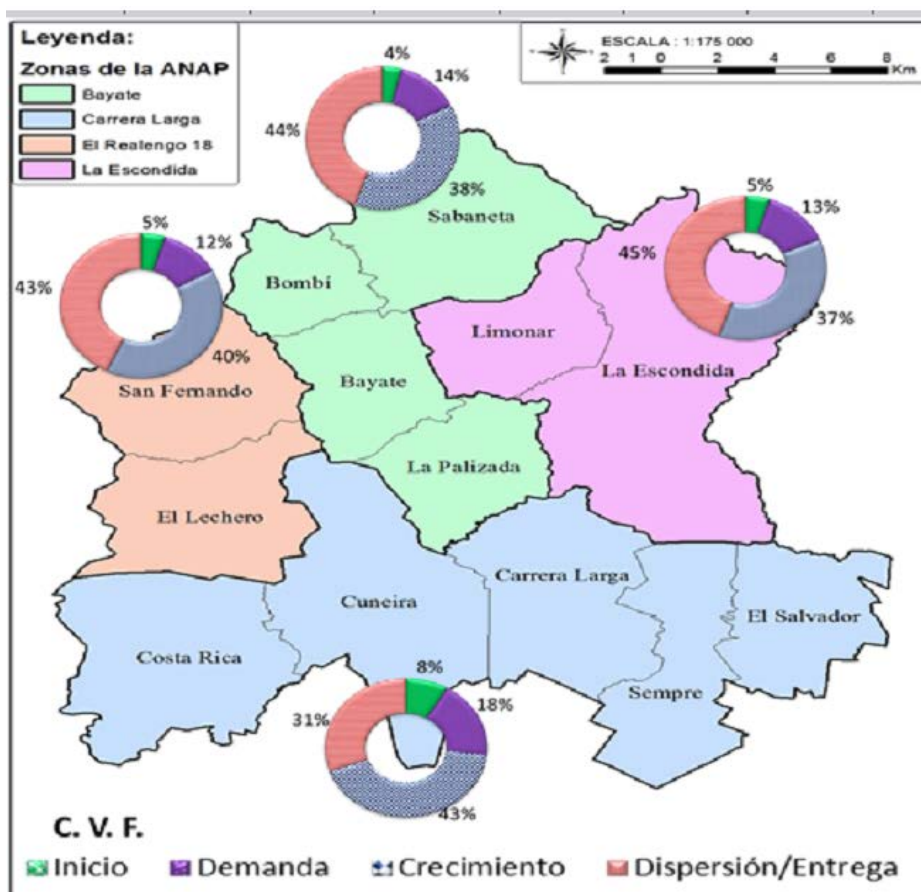 Leyenda:
Zonas de la ANAP
Bayate
Carrera Larga
El Realengo 18
La Escondida
ESCALA : 1:175 000
2 1 0 2 4 6 8
Km
4%
14%
44%
38%
Sabaneta
5%
13%
45%
37%
5%
12%
43%
40%
Bombí
Limonar
La Escondida
San Fernando
Bayate
La Palizada
El Lechero
Carrera Larga
Cuneira
El Salvador
Costa Rica
Sempre
8%
18%
31%
43%
C. V. F.
Inicio Demanda Crecimiento Dispersión/Entrega